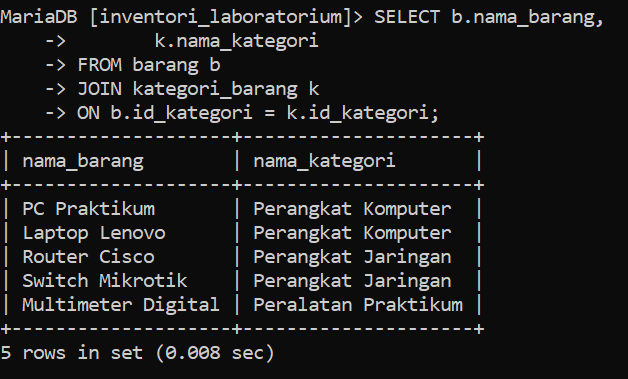 MariaDB [inventori_laboratorium]> SELECT b.nama_barang,
    ->        k.nama_kategori
    -> FROM barang b
    -> JOIN kategori_barang k
    -> ON b.id_kategori = k.id_kategori;
+--------------------+---------------------+
| nama_barang        | nama_kategori       |
+--------------------+---------------------+
| PC Praktikum       | Perangkat Komputer  |
| Laptop Lenovo      | Perangkat Komputer  |
| Router Cisco       | Perangkat Jaringan  |
| Switch Mikrotik    | Perangkat Jaringan  |
| Multimeter Digital | Peralatan Praktikum |
+--------------------+---------------------+
5 rows in set (0.008 sec)